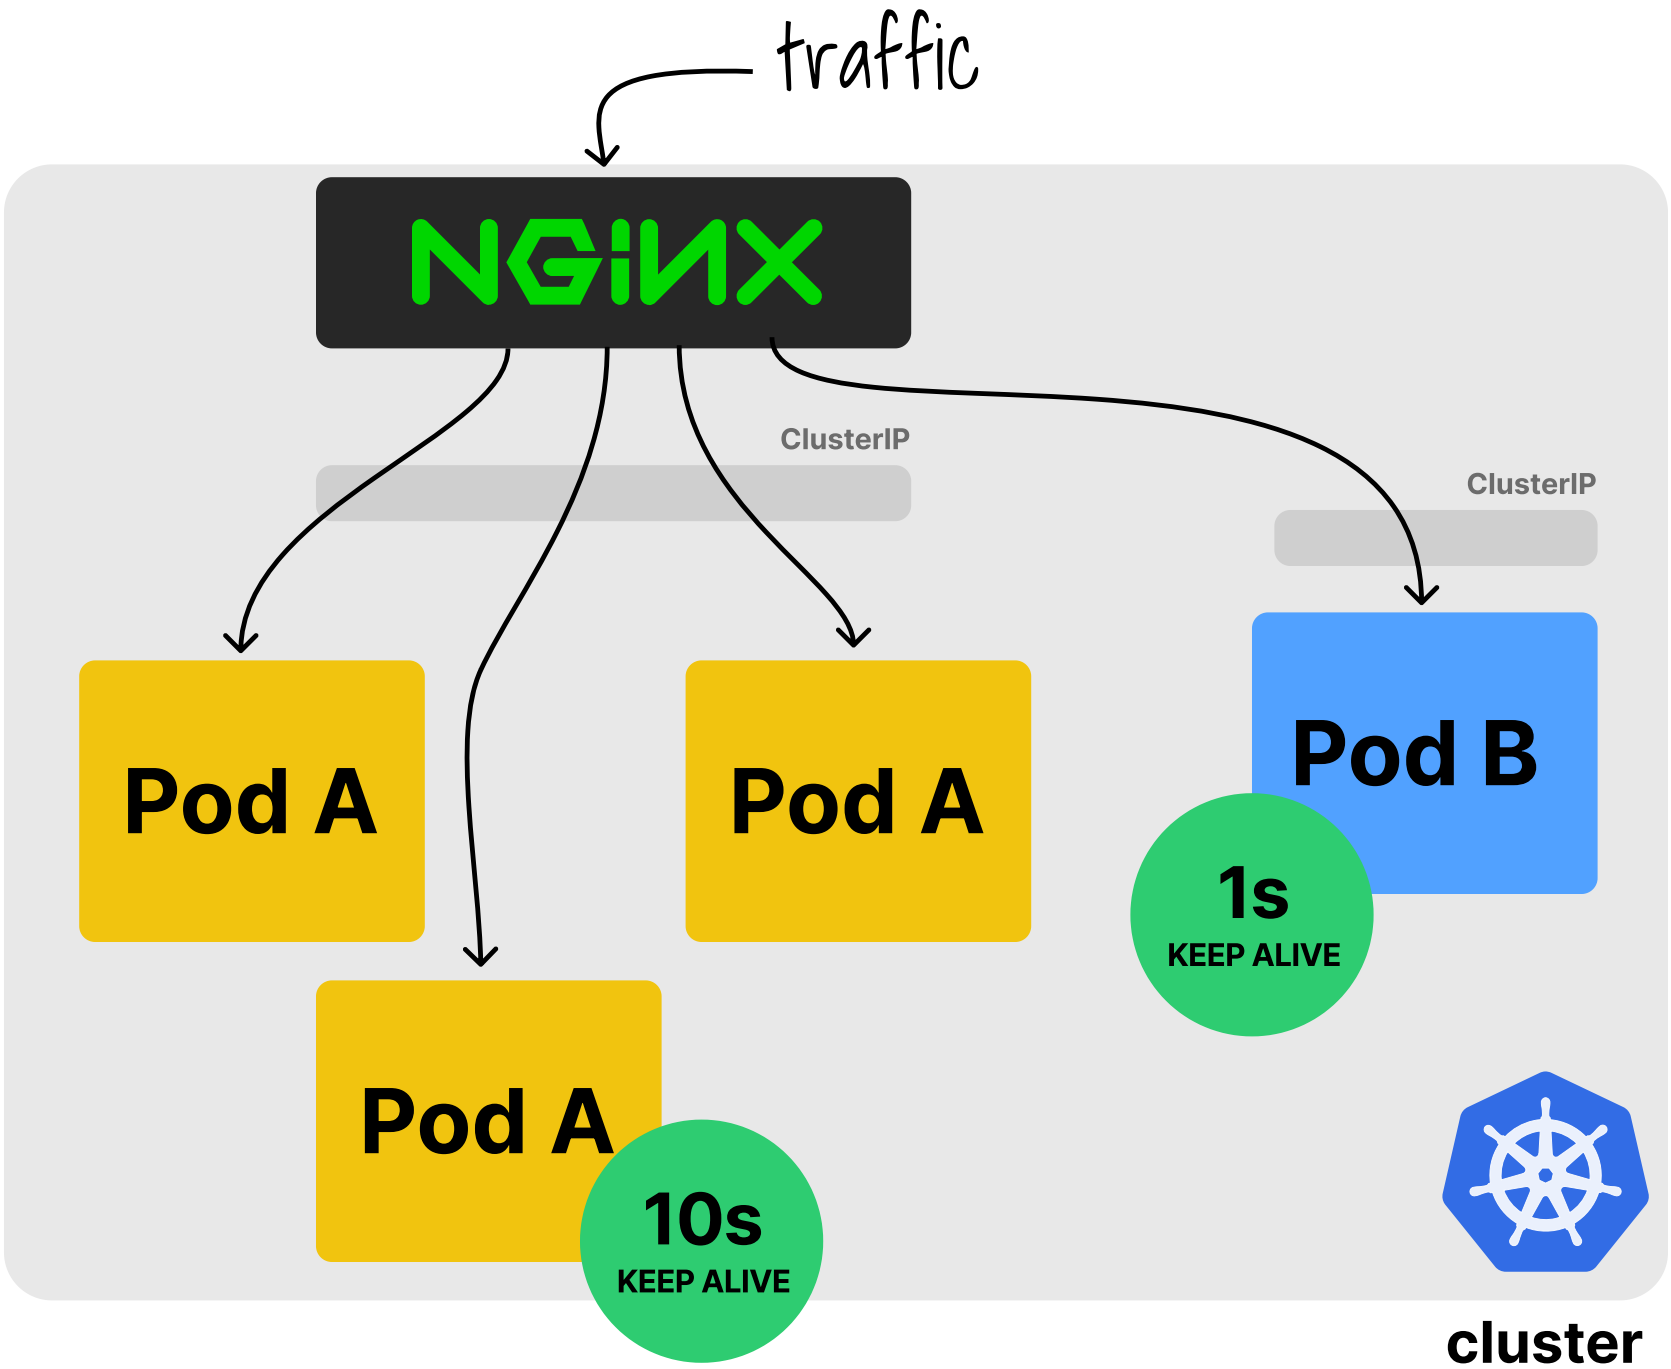 traffic
NGINX
ClusterIP
ClusterIP
Pod A
Pod A
Pod B
1s
KEEP ALIVE
Pod A
10s
KEEP ALIVE
cluster